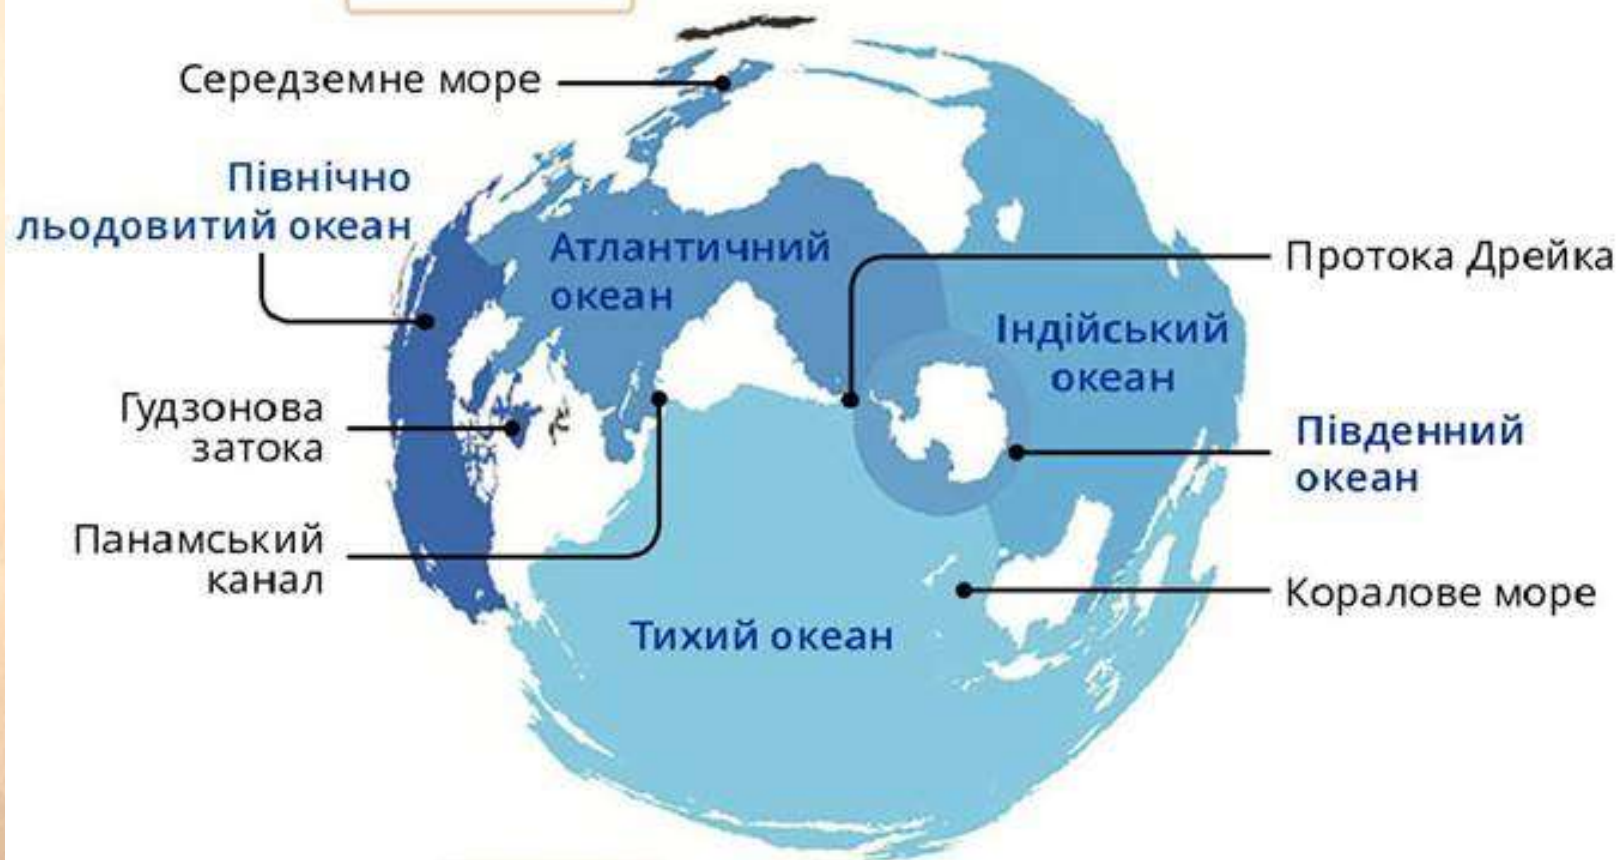 Середземне море
Північно
льодовитий океан
Атлантичний
океан
Протока Дрейка
Індійський
океан
Гудзонова
затока
Південний
океан
Панамський
канал
Коралове море
Тихий океан